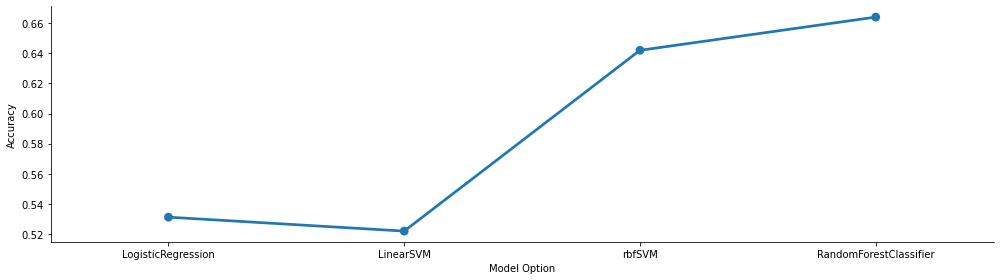 0.66
0.64
0.62
0.60
0.58
0.56
0.54
0.52
Accuracy
LogisticRegression LinearSVM rbfSVM RandomForestClassifier
Model Option